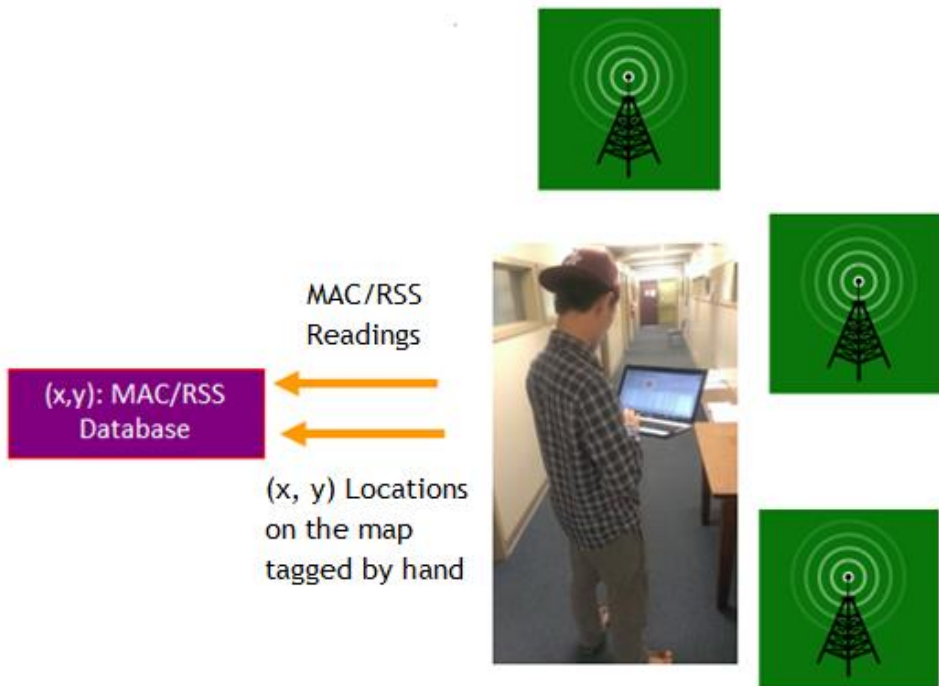 MAC/RSS
Readings
(x,y): MAC/RSS
Database
(x, y) Locations
on the map
tagged by hand